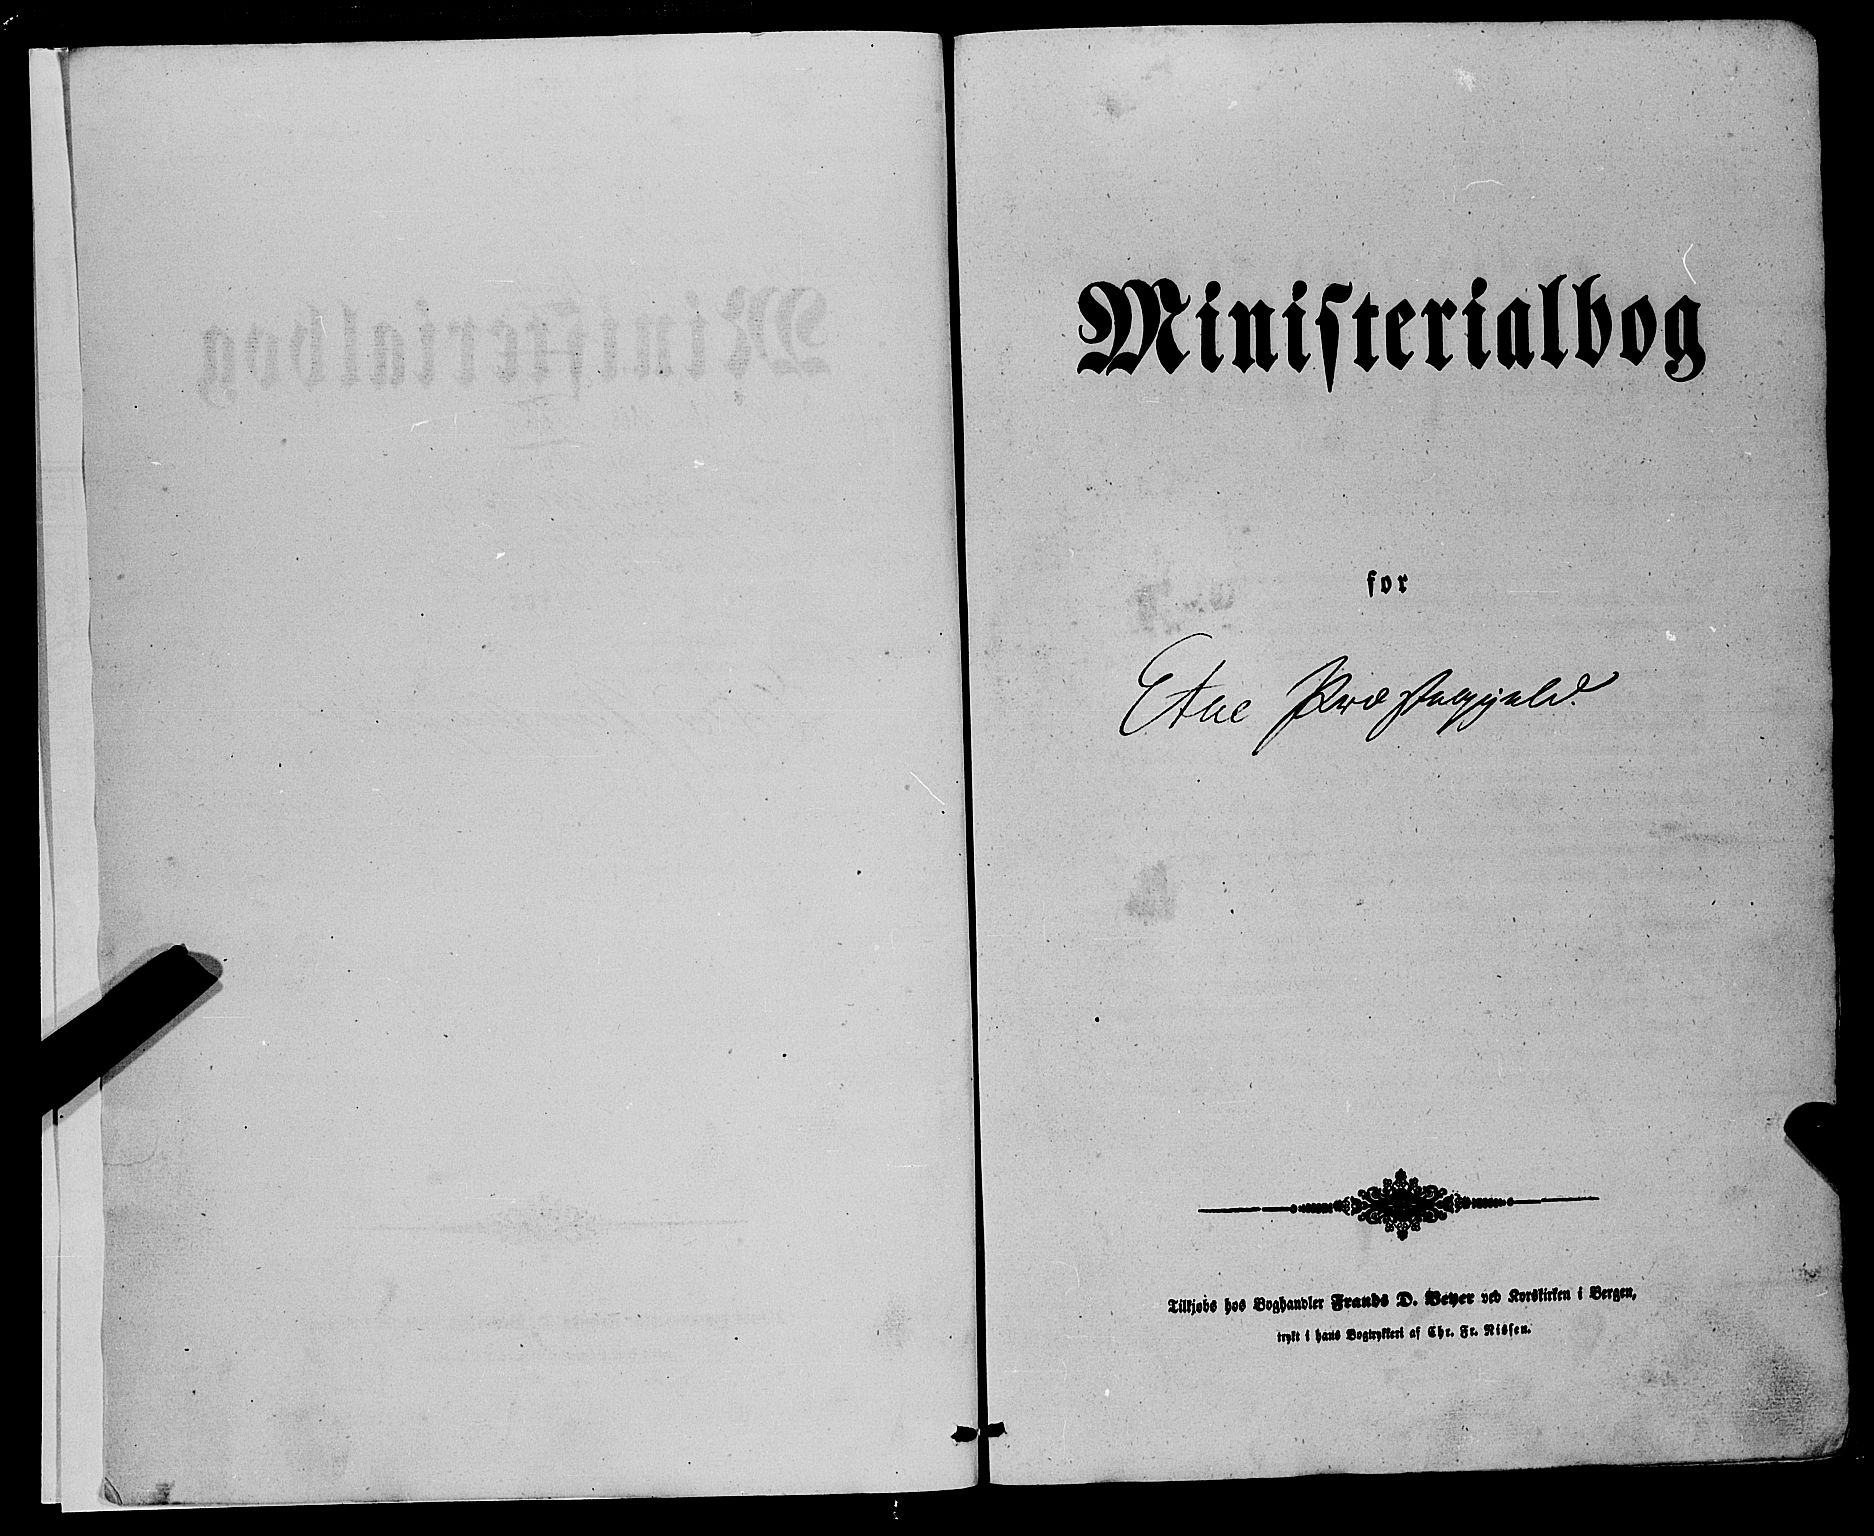 Ministerialbog
for
Etne Præstegjeld.
Tilkjøbs hos Boghandler Frands D. Beyer ved Korskirken i Bergen,
trykt i hans Bogtrykkeri af Chr. Fr. Nissen.